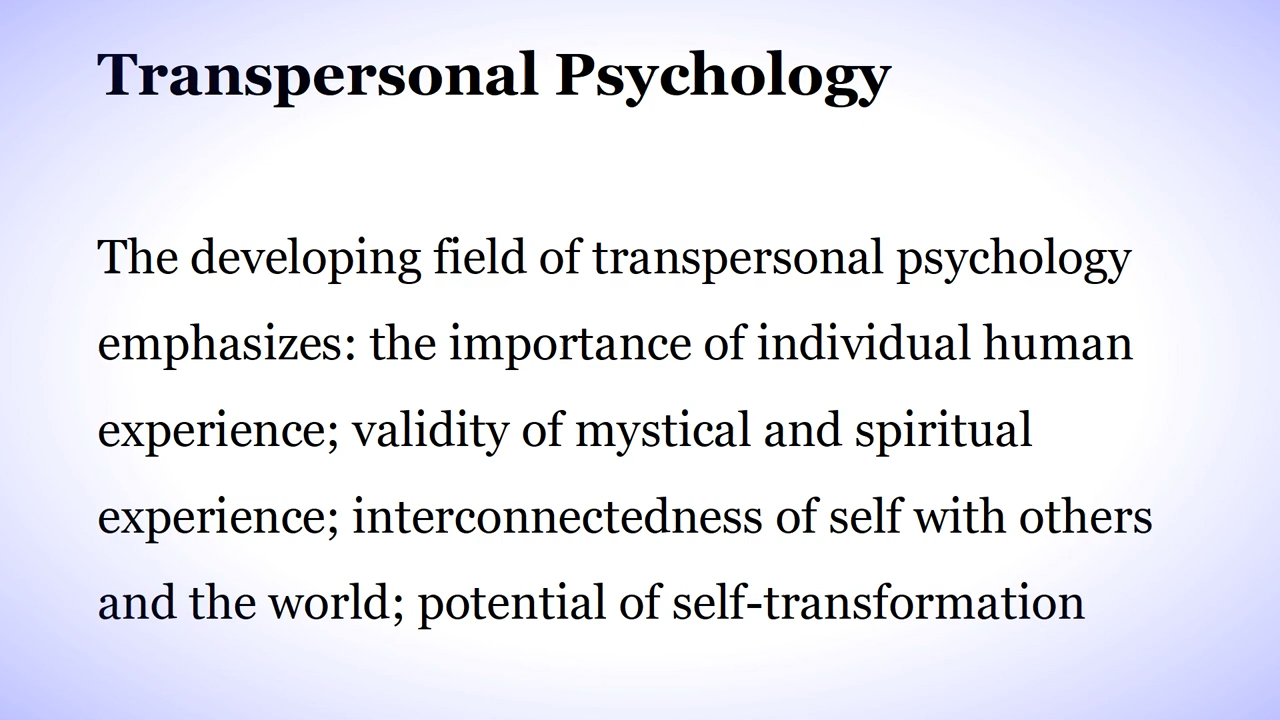 Transpersonal Psychology
The developing field of transpersonal psychology
emphasizes: the importance of individual human
experience; validity of mystical and spiritual
experience; interconnectedness of self with others
and the world; potential of self-transformation